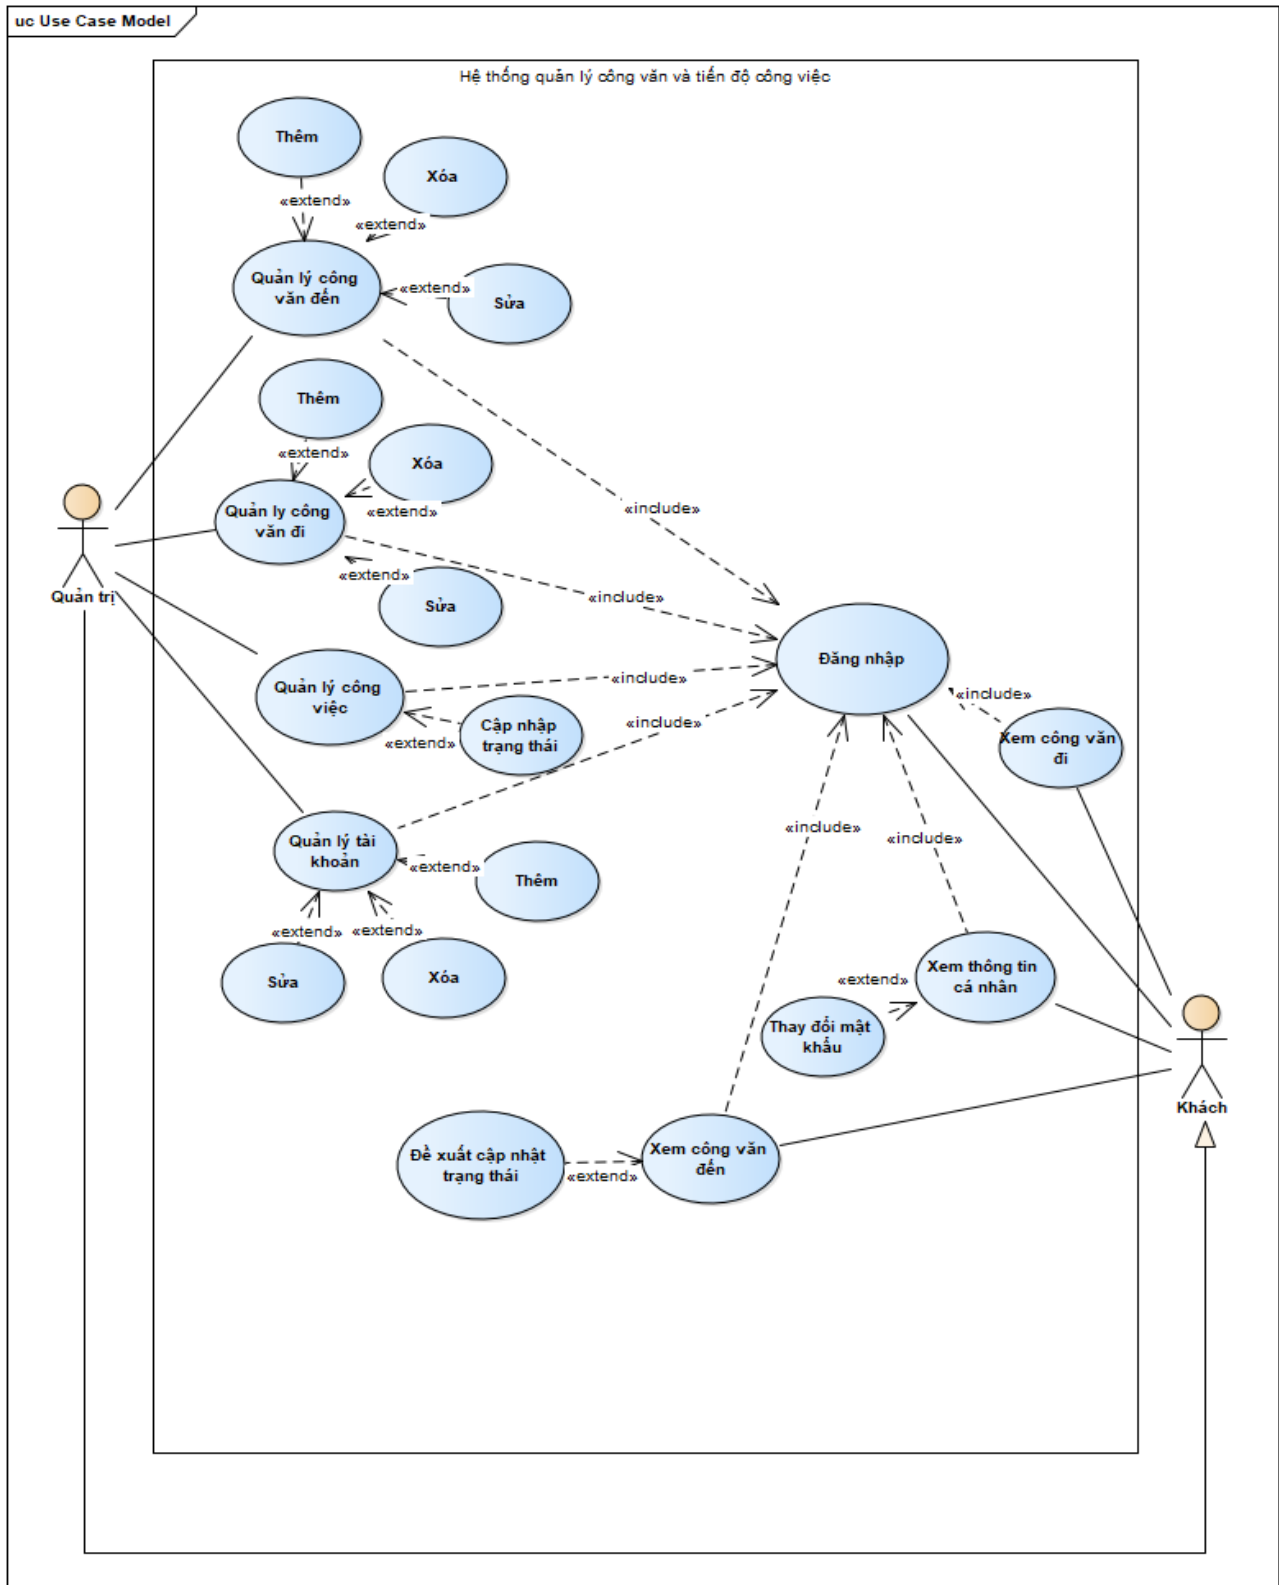 uc Use Case Model
Hệ thống quản lý công văn và tiến độ công việc
Thêm
Xóa
«extend»
«extend»
Quản lý công
văn đến
«extend»
Sửa
Thêm
«extend»
Xóa
Quản ly công
văn đi
«extend»
«include»
«extend»
Sửa
«include»
Quản trị
Đăng nhập
Quản lý công
việc
«include»
«include»
Cập nhập
trạng thái
«extend»
«include»
Xem công văn
đi
Quản lý tài
khoản
«extend»
Thêm
«include»
«include»
«extend»
«extend»
Sửa
Xóa
Xem thông tin
cá nhân
«extend»
Thay đổi mật
khẩu
Khách
Đề xuất cập nhật
trạng thái
«extend»
Xem công văn
đến